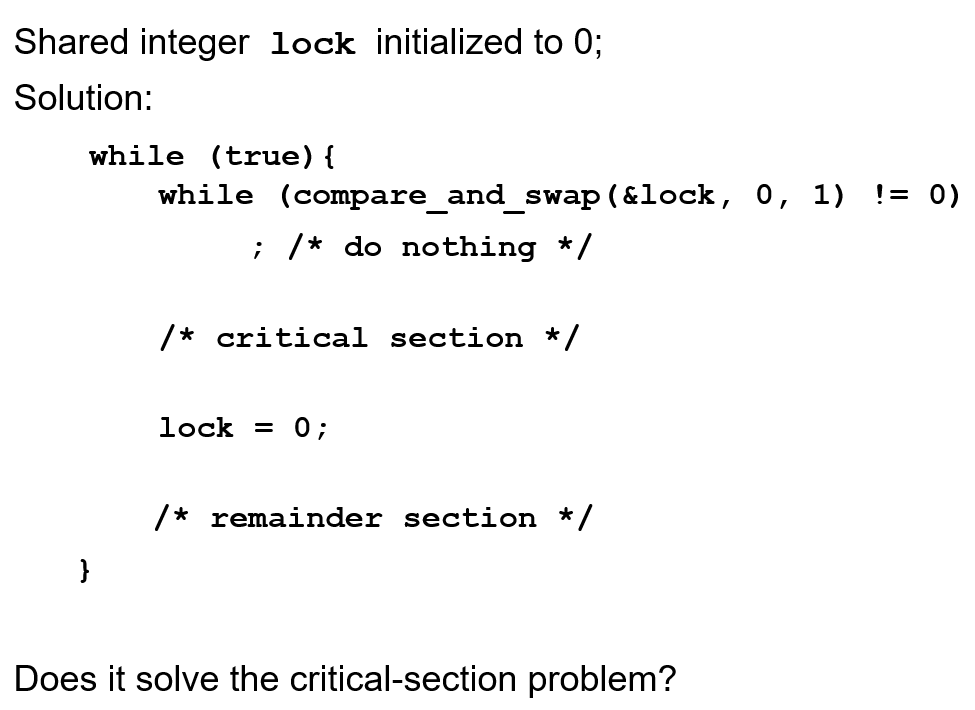 Shared integer lock initialized to 0;
Solution:
while (true){
while (compare_and_swap(&lock, 0, 1) != 0)
; /* do nothing */
/* critical section */
lock = 0;
/* remainder section */
}
Does it solve the critical-section problem?